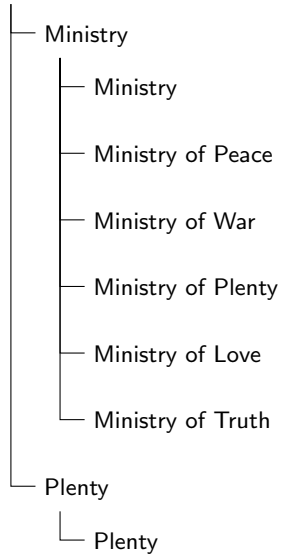 Ministry
Ministry
Ministry of Peace
Ministry of War
Ministry of Plenty
Ministry of Love
Ministry of Truth
Plenty
Plenty